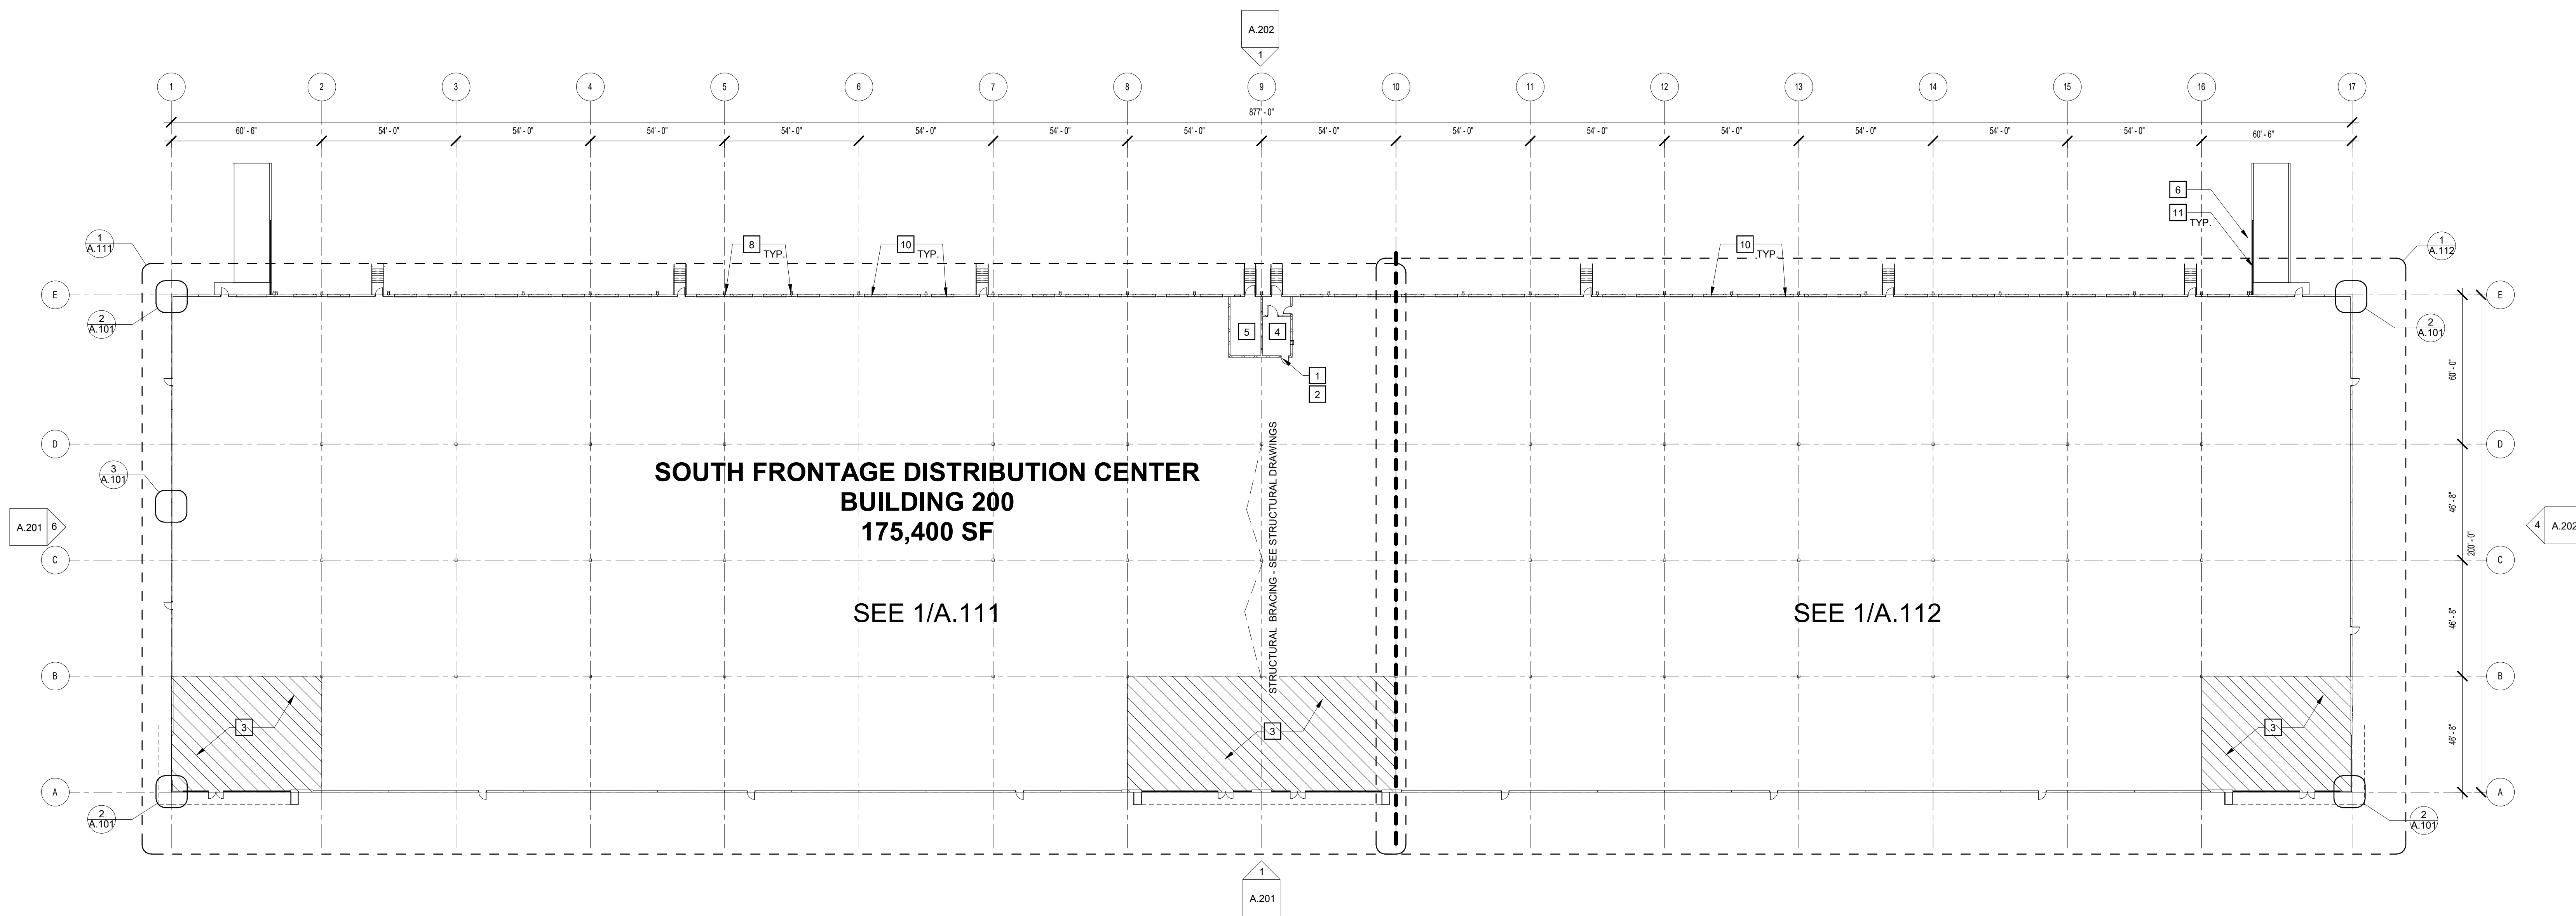 A.202
1
1 2 3 4 5 6 7 8 9 10 11 12 13 14 15 16 17
877' - 0"
60' - 6" 54' - 0" 54' - 0" 54' - 0" 54' - 0" 54' - 0" 54' - 0" 54' - 0" 54' - 0" 54' - 0" 54' - 0" 54' - 0" 54' - 0" 54' - 0" 54' - 0" 60' - 6"
6
11
TYP.
1
A.111
8
TYP.
10
TYP.
10
TYP.
1
A.112
E
E
2
A.101
5
4
2
A.101
1
2
60' - 0"
D
D
3
A.101
SOUTH FRONTAGE DISTRIBUTION CENTER
BUILDING 200
175,400 SF
STRUCTURAL BRACING - SEE STRUCTURAL DRAWINGS
46' - 8"
200' - 0"
A.201
6
4
A.202
C
C
SEE 1/A.111
SEE 1/A.112
46' - 8"
B
B
3
3
3
46' - 8"
A
A
2
A.101
2
A.101
1
A.201